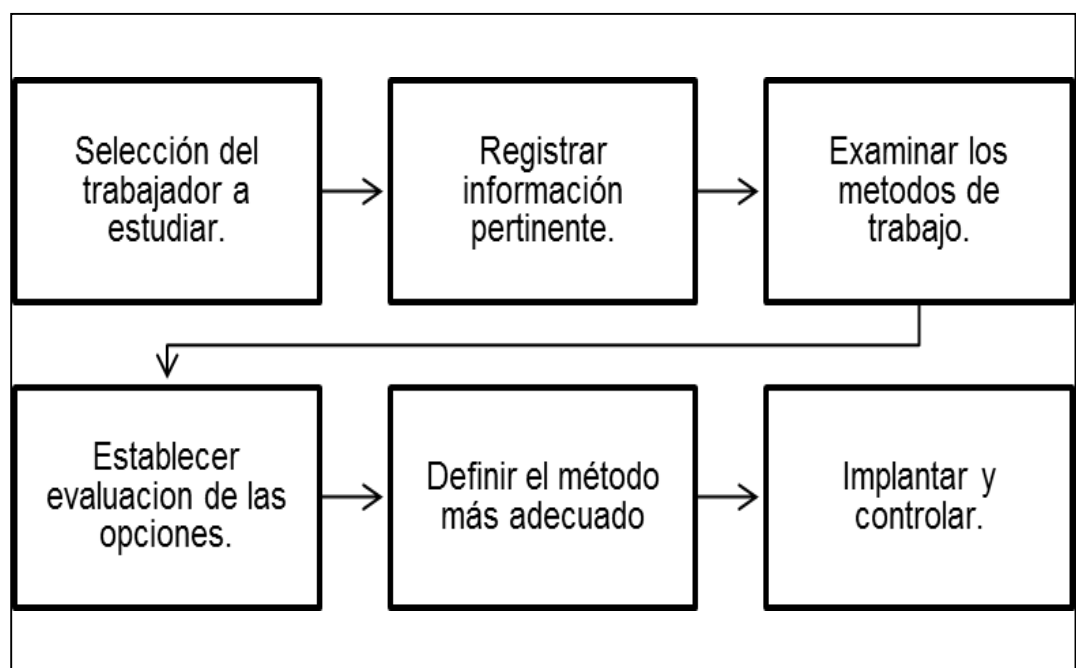 Selección del
trabajador a
estudiar.
Registrar
información
pertinente.
Examinar los
metodos de
trabajo.
Establecer
evaluacion de las
opciones.
Definir el método
más adecuado
Implantar y
controlar.